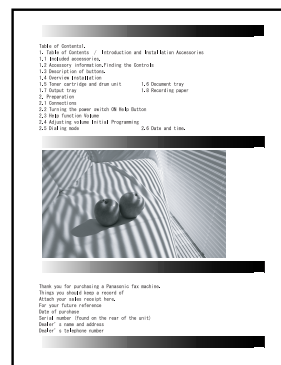 Table of Contents1.
1. Table of Contents / Introduction and Installation Accessories
1.1 Included accessories.
1.2 Accessory information.Finding the Controls
1.3 Description of buttons.
1.4 Overview Installation
1.5 Toner cartridge and drum unit 1.6 Document tray
1.7 Output tray 1.8 Recording paper
2. Preparation
2.1 Connections
2.2 Turning the power switch ON Help Button
2.3 Help function Volume
2.4 Adjusting volume Initial Programming
2.5 Dialing mode 2.6 Date and time.
Thank you for purchasing a Panasonic fax machine.
Things you should keep a record of
Attach your sales receipt here.
For your future reference
Date of purchase
Serial number (found on the rear of the unit)
Dealer's name and address
Dealer's telephone number